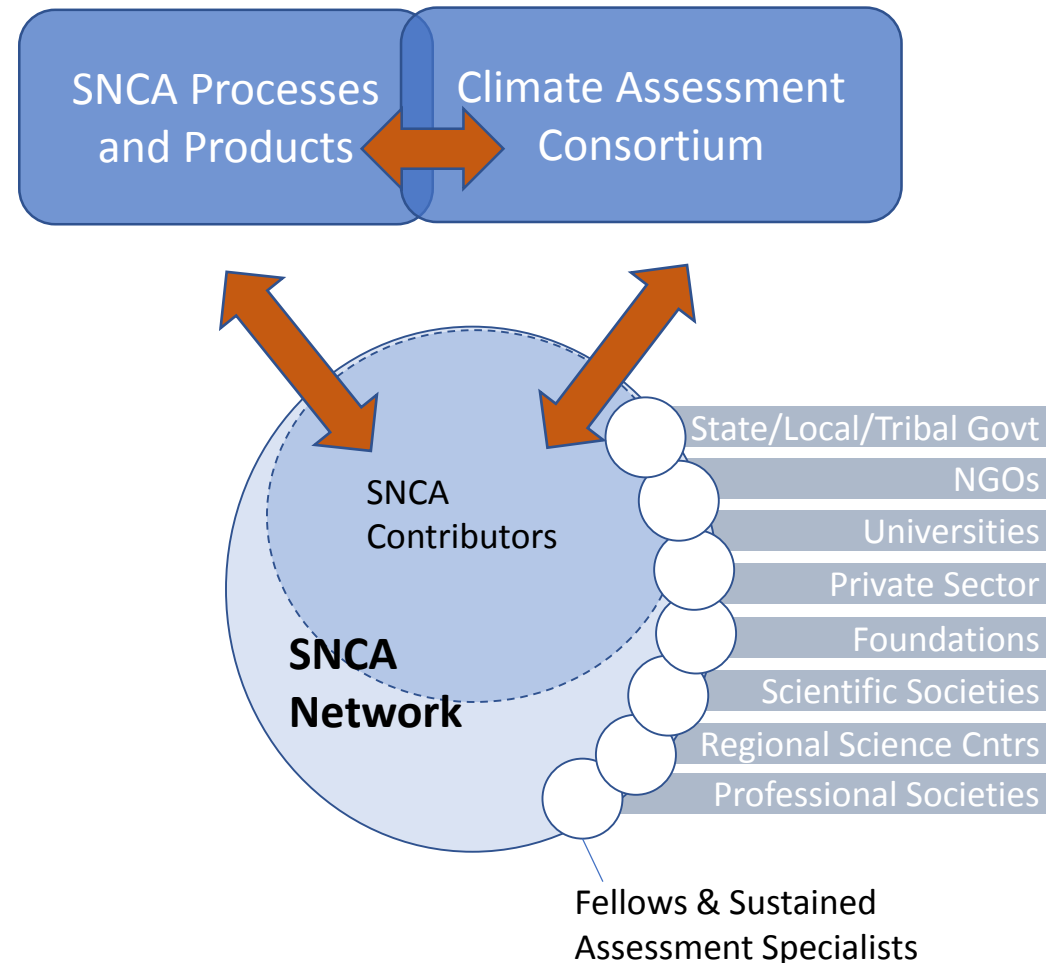 SNCA Processes
and Products
Climate Assessment
Consortium
SNCA
Contributors
SNCA
Network
State/Local/Tribal Govt
NGOs
Universities
Private Sector
Foundations
Scientific Societies
Regional Science Cntrs
Professional Societies
Fellows & Sustained
Assessment Specialists